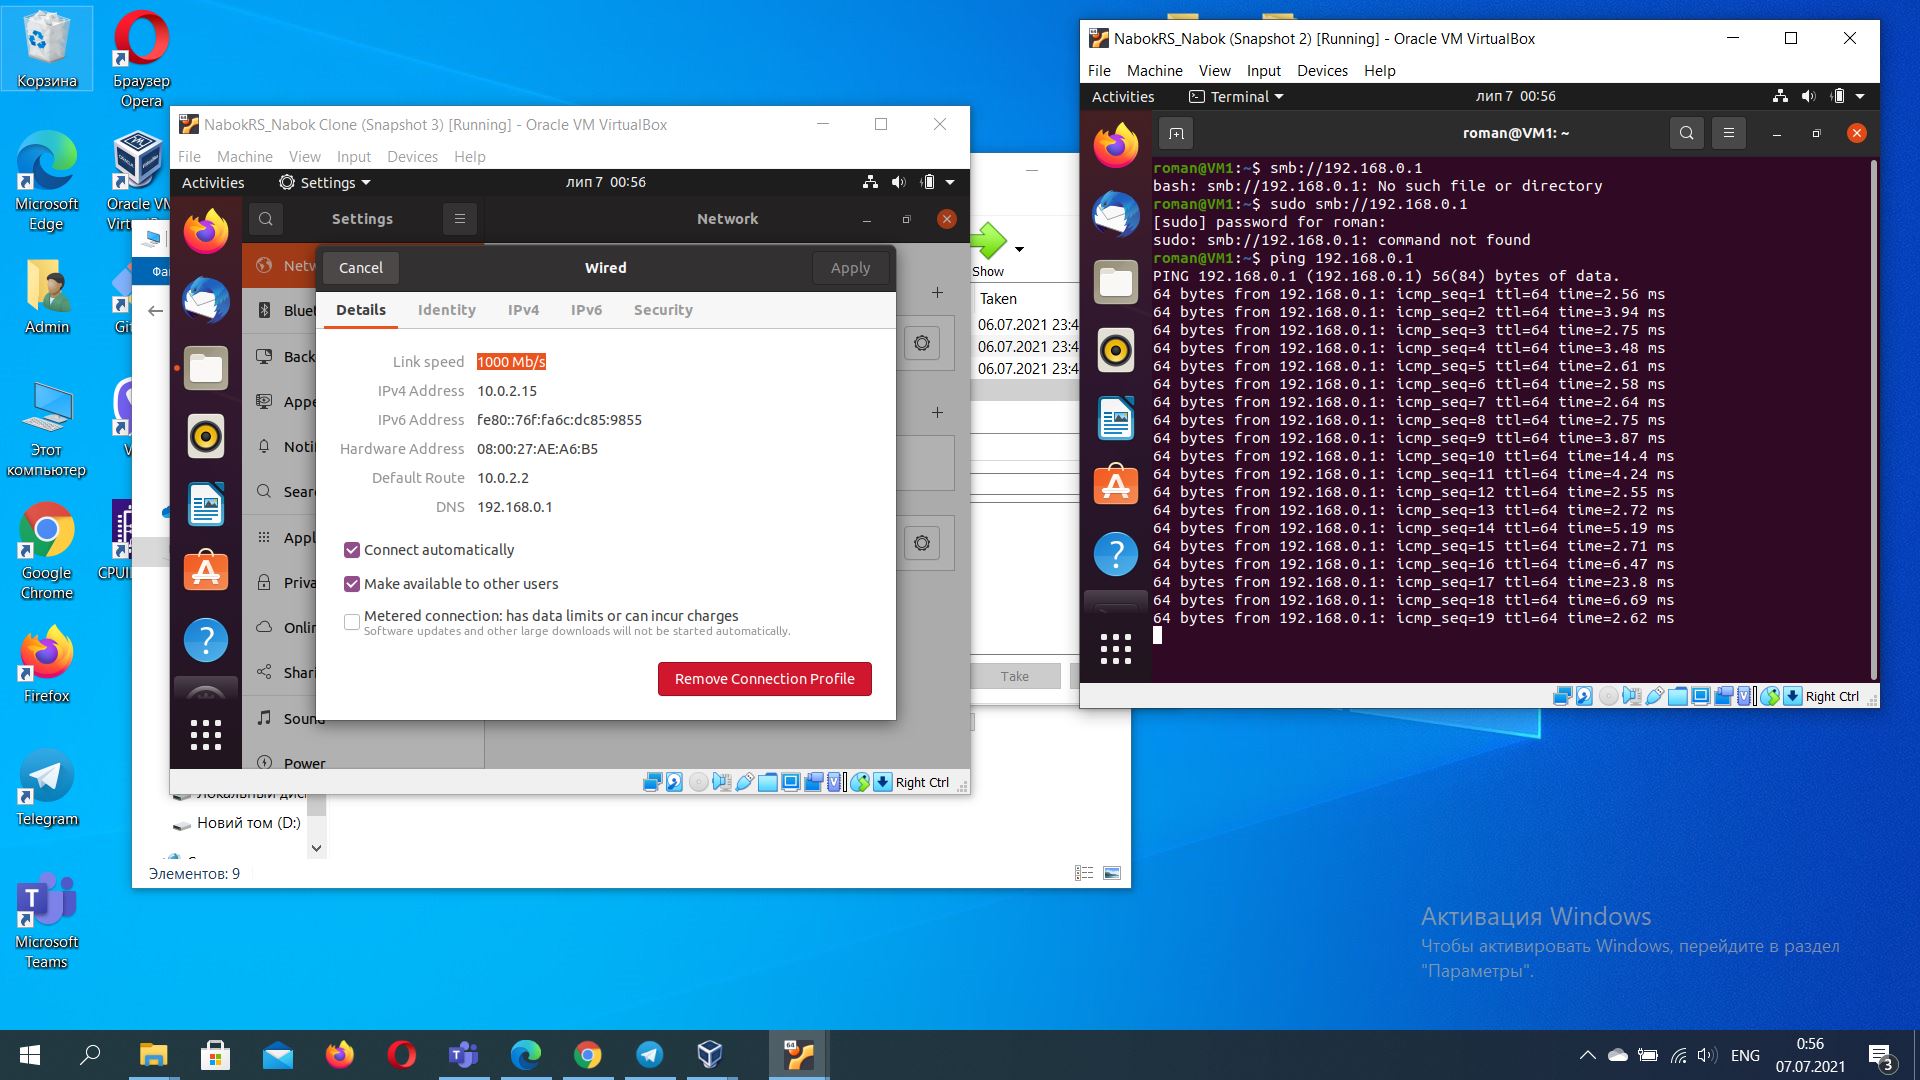 Корзина
Браузер
Opera
Microsoft
Edge
Oracle VM
Admin
Этот
компьютер
Google
Chrome
Firefox
Telegram
Microsoft
Teams
NabokRS_Nabok Clone (Snapshot 3) [Running] - Oracle VM VirtualBox
File Machine View Input Devices Help
Activities Settings лип 7 00:56
Settings Network
Cancel Wired Apply
Details Identity IPv4 IPv6 Security
Link speed 1000 Mb/s
IPv4 Address 10.0.2.15
IPv6 Address fe80::76f:fa6c:dc85:9855
Hardware Address 08:00:27:AE:A6:B5
Default Route 10.0.2.2
DNS 192.168.0.1
Connect automatically
Make available to other users
Metered connection: has data limits or can incur charges
Software updates and other large downloads will not be started automatically.
Remove Connection Profile
Sound
Power
Right Ctrl
Новий том (D:)
Элементов: 9
Show
Taken
06.07.2021 23:4
06.07.2021 23:4
06.07.2021 23:4
Take
NabokRS_Nabok (Snapshot 2) [Running] - Oracle VM VirtualBox
File Machine View Input Devices Help
Activities Terminal лип 7 00:56
roman@VM1: ~
roman@VM1:~$ smb://192.168.0.1
bash: smb://192.168.0.1: No such file or directory
roman@VM1:~$ sudo smb://192.168.0.1
[sudo] password for roman:
sudo: smb://192.168.0.1: command not found
roman@VM1:~$ ping 192.168.0.1
PING 192.168.0.1 (192.168.0.1) 56(84) bytes of data.
64 bytes from 192.168.0.1: icmp_seq=1 ttl=64 time=2.56 ms
64 bytes from 192.168.0.1: icmp_seq=2 ttl=64 time=3.94 ms
64 bytes from 192.168.0.1: icmp_seq=3 ttl=64 time=2.75 ms
64 bytes from 192.168.0.1: icmp_seq=4 ttl=64 time=3.48 ms
64 bytes from 192.168.0.1: icmp_seq=5 ttl=64 time=2.61 ms
64 bytes from 192.168.0.1: icmp_seq=6 ttl=64 time=2.58 ms
64 bytes from 192.168.0.1: icmp_seq=7 ttl=64 time=2.64 ms
64 bytes from 192.168.0.1: icmp_seq=8 ttl=64 time=2.75 ms
64 bytes from 192.168.0.1: icmp_seq=9 ttl=64 time=3.87 ms
64 bytes from 192.168.0.1: icmp_seq=10 ttl=64 time=14.4 ms
64 bytes from 192.168.0.1: icmp_seq=11 ttl=64 time=4.24 ms
64 bytes from 192.168.0.1: icmp_seq=12 ttl=64 time=2.55 ms
64 bytes from 192.168.0.1: icmp_seq=13 ttl=64 time=2.72 ms
64 bytes from 192.168.0.1: icmp_seq=14 ttl=64 time=5.19 ms
64 bytes from 192.168.0.1: icmp_seq=15 ttl=64 time=2.71 ms
64 bytes from 192.168.0.1: icmp_seq=16 ttl=64 time=6.47 ms
64 bytes from 192.168.0.1: icmp_seq=17 ttl=64 time=23.8 ms
64 bytes from 192.168.0.1: icmp_seq=18 ttl=64 time=6.69 ms
64 bytes from 192.168.0.1: icmp_seq=19 ttl=64 time=2.62 ms
Right Ctrl
Активация Windows
Чтобы активировать Windows, перейдите в раздел
"Параметры".
ENG
0:56
07.07.2021
3